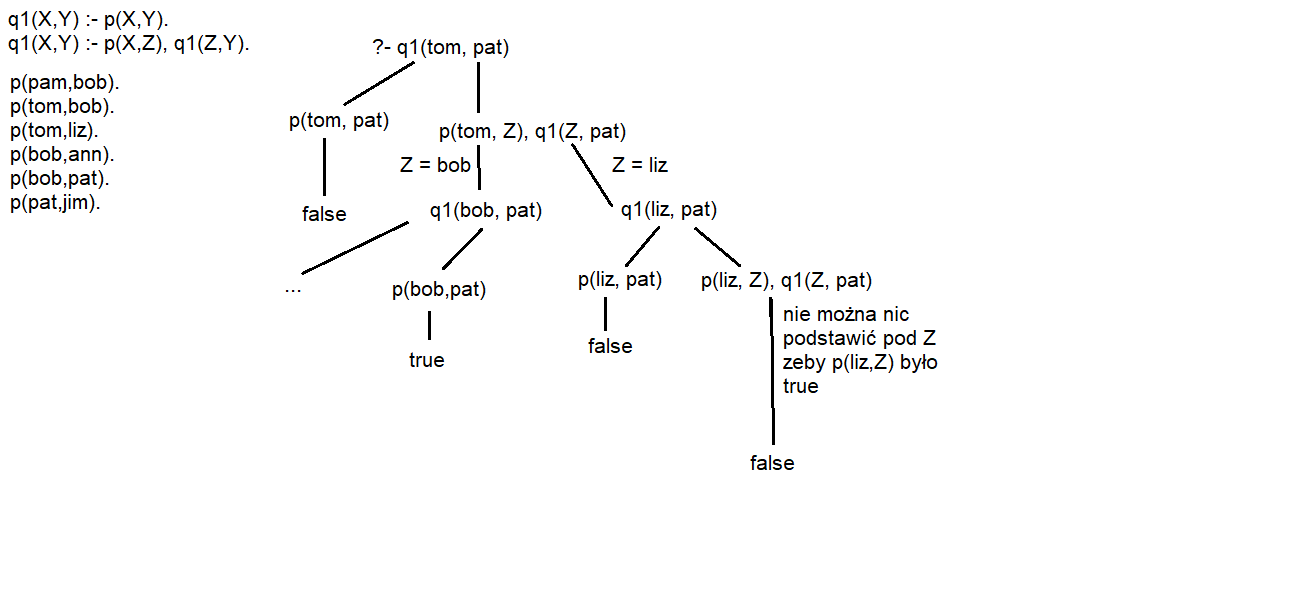 q1(X,Y) :- p(X,Y).
q1(X,Y) :- p(X,Z), q1(Z,Y).
p(pam,bob).
p(tom,bob).
p(tom,liz).
p(bob,ann).
p(bob,pat).
p(pat,jim).
?- q1(tom, pat)
p(tom, pat)
p(tom, Z), q1(Z, pat)
Z = bob
Z = liz
false
q1(bob, pat)
q1(liz, pat)
...
p(bob,pat)
p(liz, pat)
p(liz, Z), q1(Z, pat)
true
false
nie można nic
podstawić pod Z
zeby p(liz,Z) było
true
false